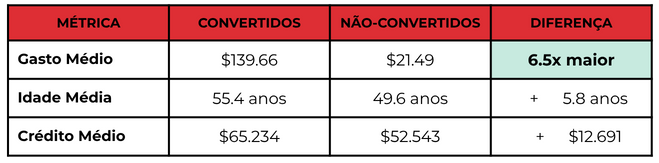 MÉTRICA CONVERTIDOS NÃO-CONVERTIDOS DIFERENÇA
Gasto Médio $139.66 $21.49 6.5x maior
Idade Média 55.4 anos 49.6 anos + 5.8 anos
Crédito Médio $65.234 $52.543 + $12.691